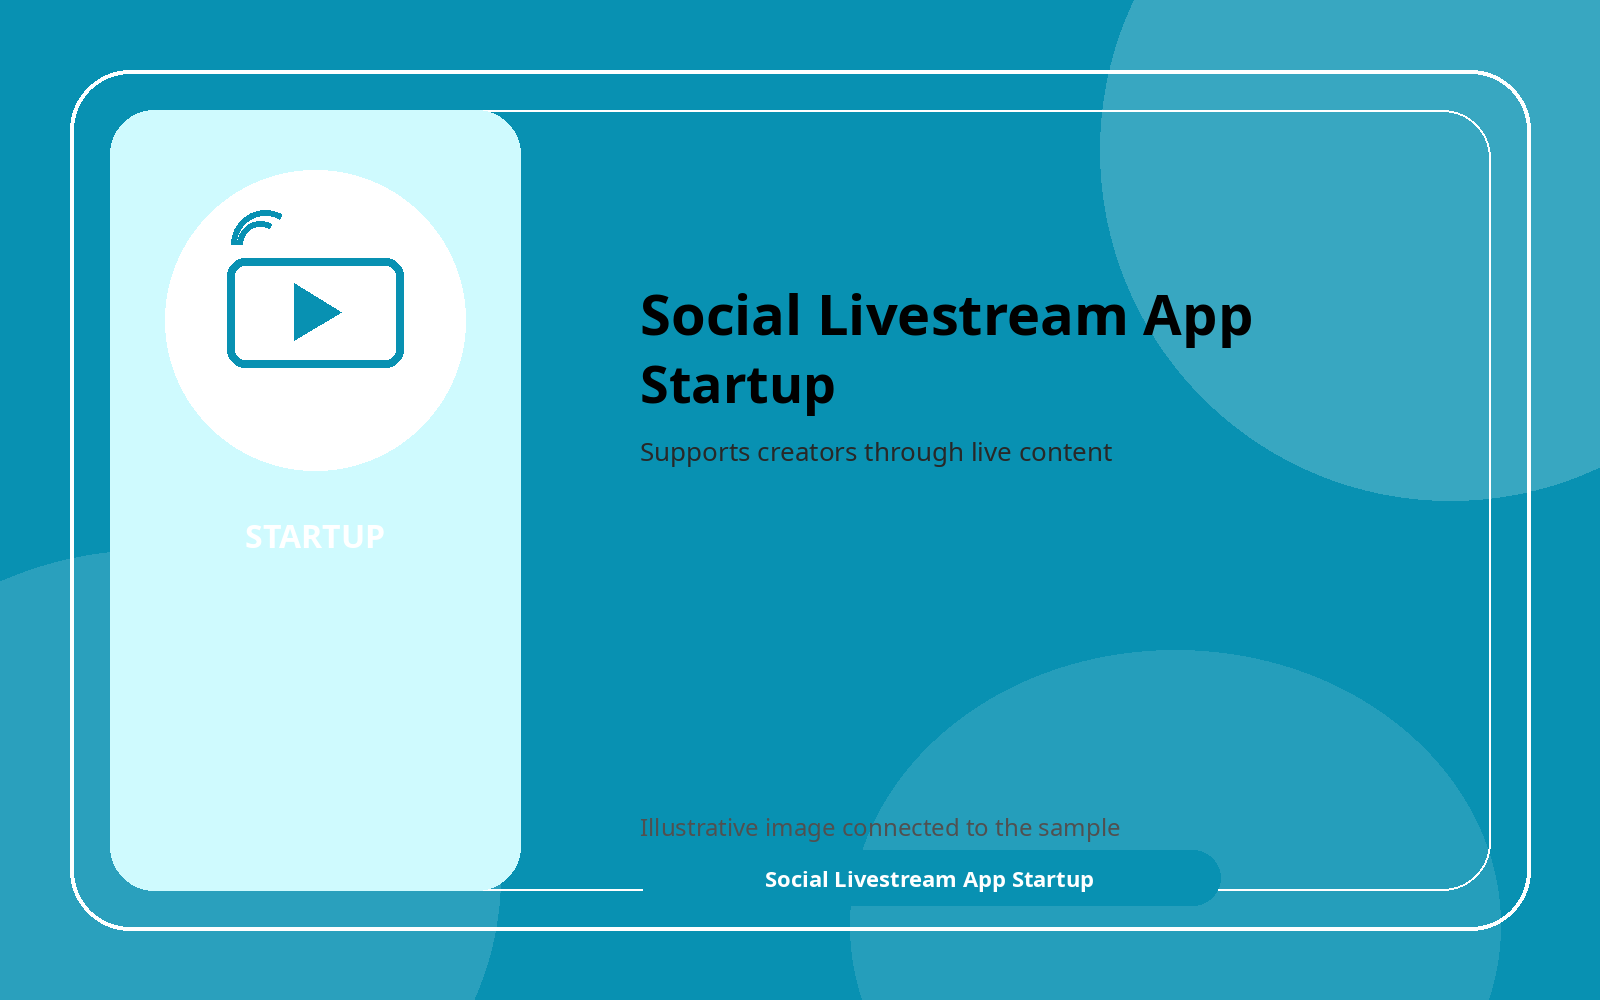 STARTUP
Social Livestream App
Startup
Supports creators through live content
Illustrative image connected to the sample
Social Livestream App Startup